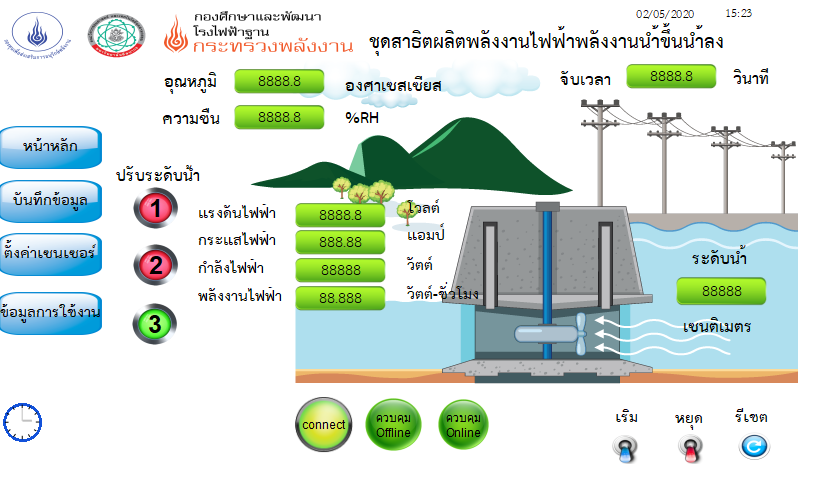 กองศึกษาและพัฒนา
โรงไฟฟ้าฐาน
กระทรวงพลังงาน
02/05/2020 15:23
ชุดสาธิตผลิตพลังงานไฟฟ้าพลังงานน้ำขึ้นน้ำลง
อุณหภูมิ 8888.8 องศาเซสเซียส
จับเวลา 8888.8 วินาที
ความชืน 8888.8 %RH
หน้าหลัก
บันทึกข้อมูล
ตั้งค่าเซนเซอร์
ข้อมูลการใช้งาน
ปรับระดับน้ำ
1
2
3
แรงดันไฟฟ้า 8888.8 โวลต์
กระแสไฟฟ้า 888.88 แอมป์
กำลังไฟฟ้า 88888 วัตต์
พลังงานไฟฟ้า 88.888 วัตต์-ชั่วโมง
ระดับน้ำ
88888
เซนติเมตร
connect
ควบคุม
Offline
ควบคุม
Online
เริ่ม
หยุด
รีเซต